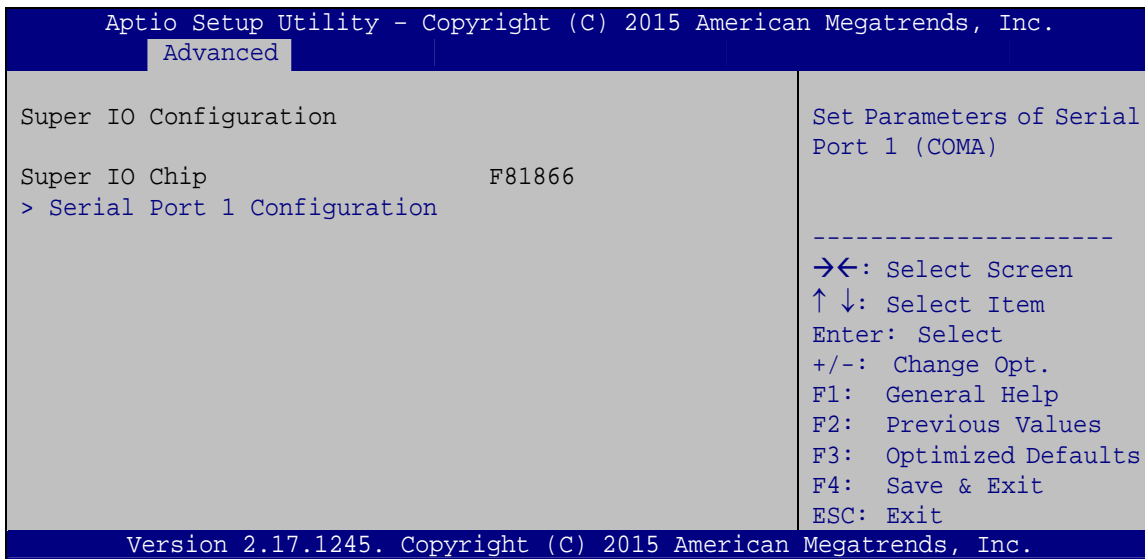 Aptio Setup Utility – Copyright (C) 2015 American Megatrends, Inc.
Advanced
Super IO Configuration
Super IO Chip F81866
> Serial Port 1 Configuration
Set Parameters of Serial
Port 1 (COMA)
---------------------
→←: Select Screen
↑ ↓: Select Item
Enter: Select
+/-: Change Opt.
F1: General Help
F2: Previous Values
F3: Optimized Defaults
F4: Save & Exit
ESC: Exit
Version 2.17.1245. Copyright (C) 2015 American Megatrends, Inc.